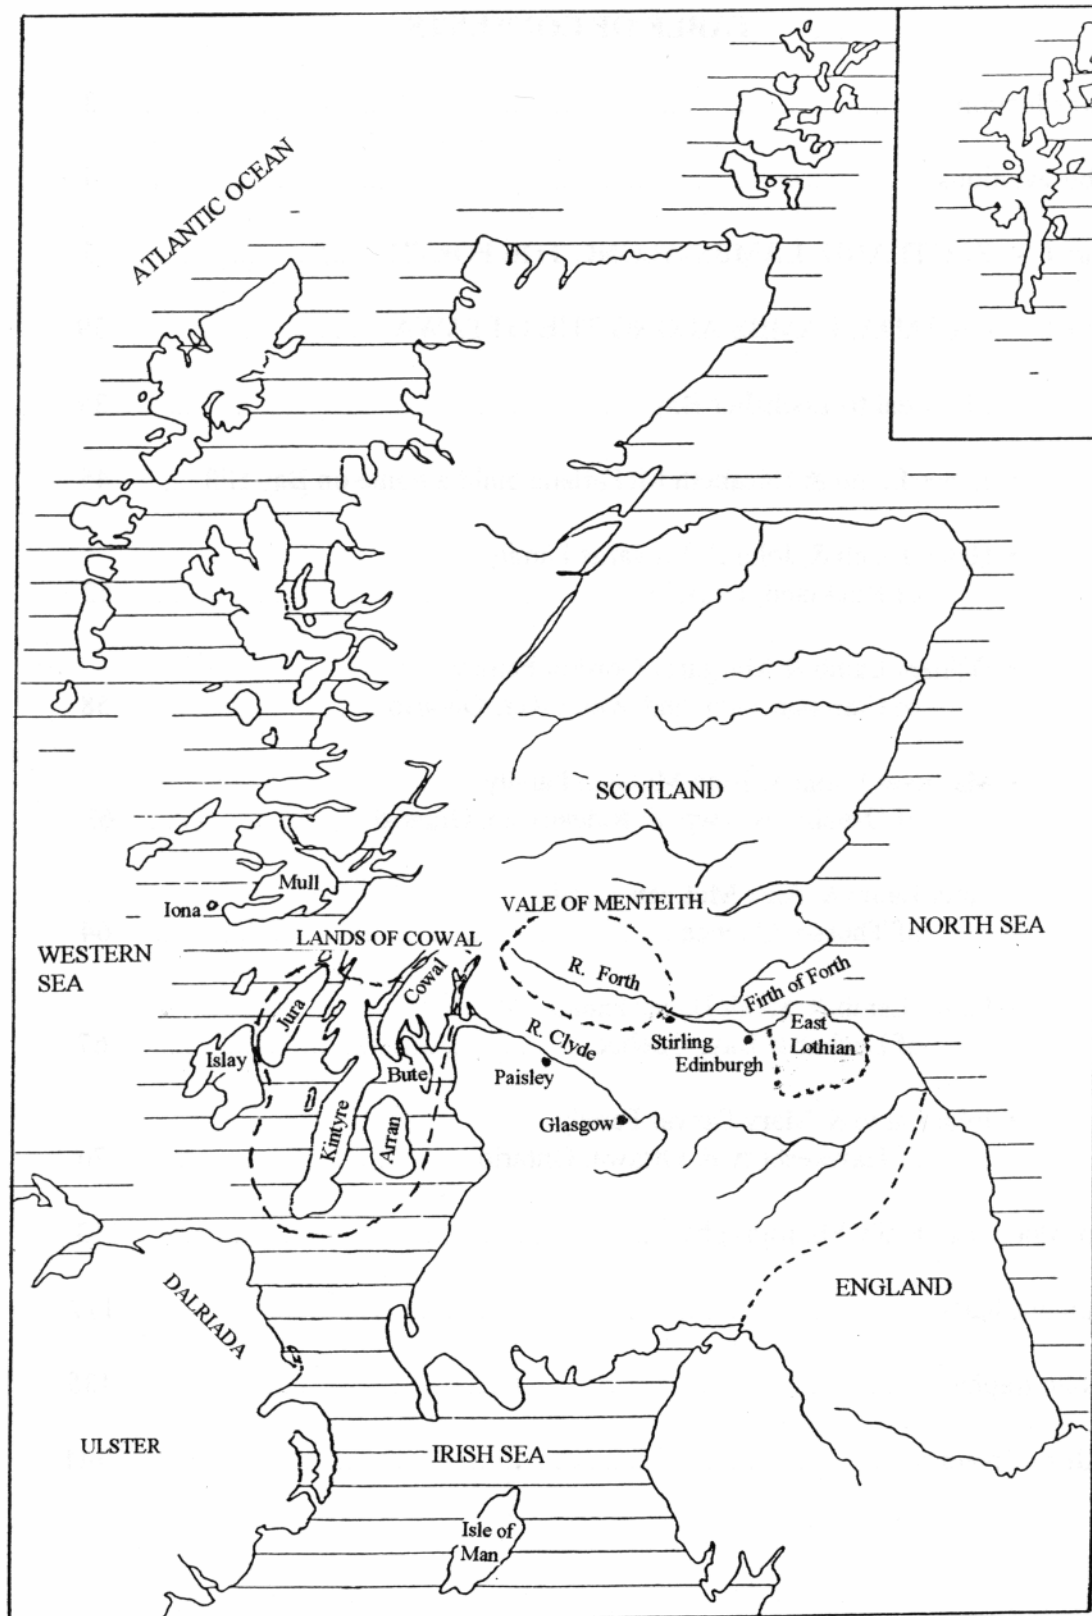 ATLANTIC OCEAN
SCOTLAND
Mull
Iona
VALE OF MENTEITH
NORTH SEA
LANDS OF COWAL
WESTERN
SEA
Cowal
R. Forth
Firth of Forth
Jura
East
Lothian
R. Clyde
Stirling
Islay
Edinburgh
Bute
Paisley
Glasgow
Kintyre
Arran
ENGLAND
DALRIADA
ULSTER
IRISH SEA
Isle of
Man